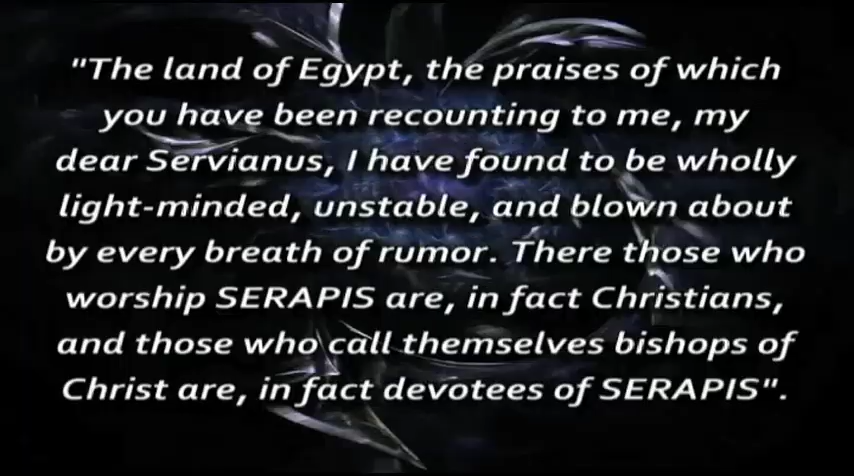 "The land of Egypt, the praises of which
you have been recounting to me, my
dear Servianus, I have found to be wholly
light-minded, unstable, and blown about
by every breath of rumor. There those who
worship SERAPIS are, in fact Christians,
and those who call themselves bishops of
Christ are, in fact devotees of SERAPIS".